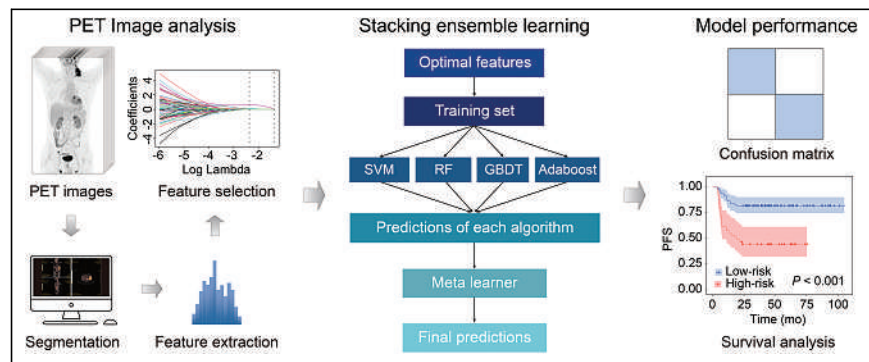 PET Image analysis
Stacking ensemble learning
Model performance
PET images
Coefficients
4
2
0
-2
-4
-6 -5 -4 -3 -2
Log Lambda
Feature selection
Segmentation
Feature extraction
Optimal features
Training set
SVM
RF
GBDT
Adaboost
Predictions of each algorithm
Meta learner
Final predictions
Confusion matrix
PFS
1.00
0.75
0.50
0.25
0.00
Low-risk
High-risk
P < 0.001
0 25 50 75 100
Time (mo)
Survival analysis